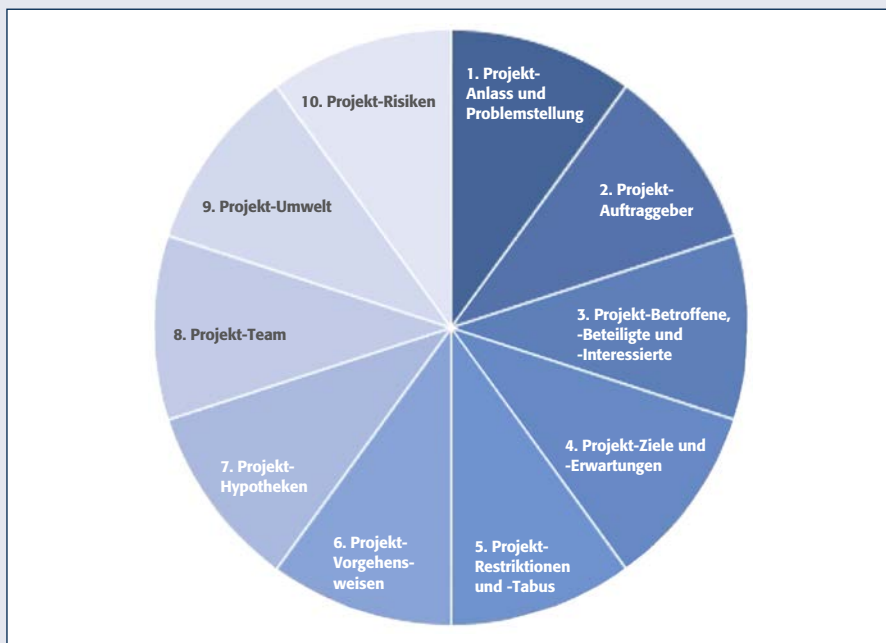 1. Projekt-
Anlass und
Problemstellung
2. Projekt-
Auftraggeber
3. Projekt-Betroffene,
-Beteiligte und
-Interessierte
4. Projekt-Ziele und
-Erwartungen
5. Projekt-
Restriktionen
und -Tabus
6. Projekt-
Vorgehens-
weisen
7. Projekt-
Hypotheken
8. Projekt-Team
9. Projekt-Umwelt
10. Projekt-Risiken